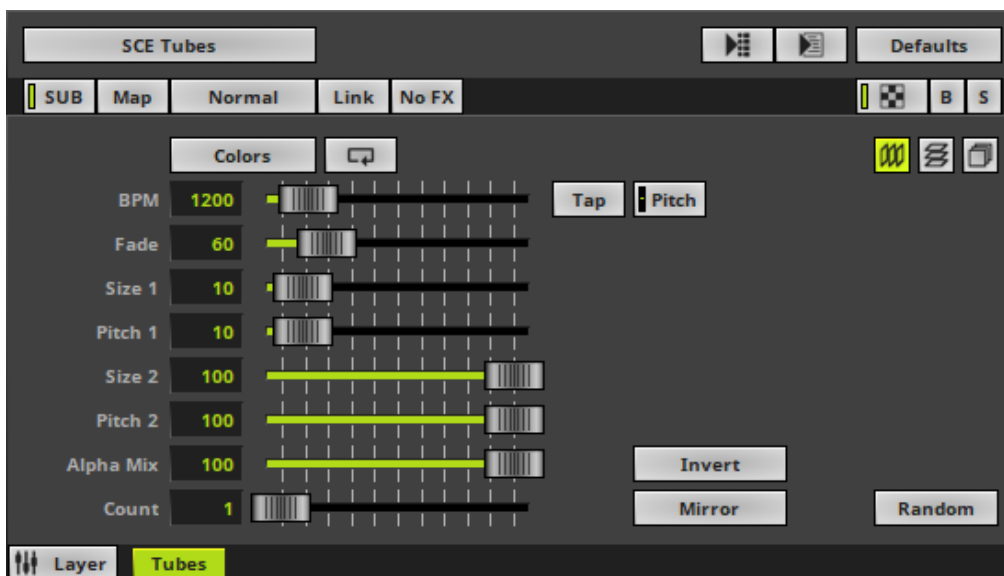 SCE Tubes Defaults
SUB Map Normal Link No FX B S
Colors
BPM 1200 Tap Pitch
Fade 60
Size 1 10
Pitch 1 10
Size 2 100
Pitch 2 100
Alpha Mix 100 Invert
Count 1 Mirror Random
Layer Tubes